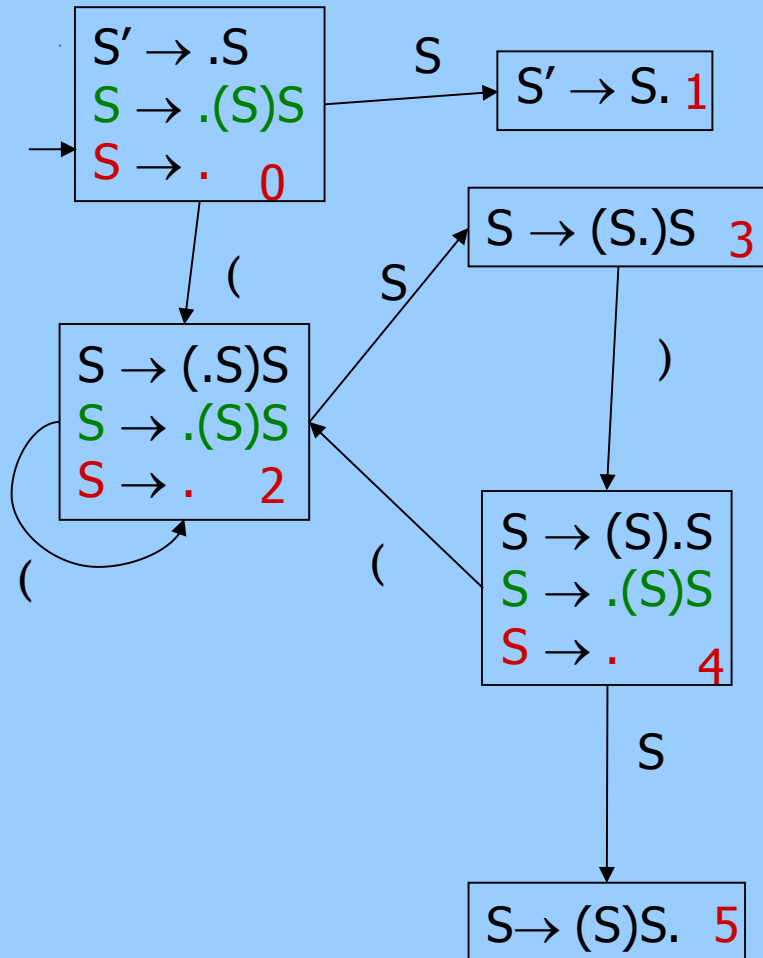 S′ → .S
S → .(S)S
S → . 0
S
S′ → S. 1
(
S
S → (S.)S 3
S → (.S)S
S → .(S)S
S → . 2
(
)
(
S → (S).S
S → .(S)S
S → . 4
S
S→ (S)S. 5